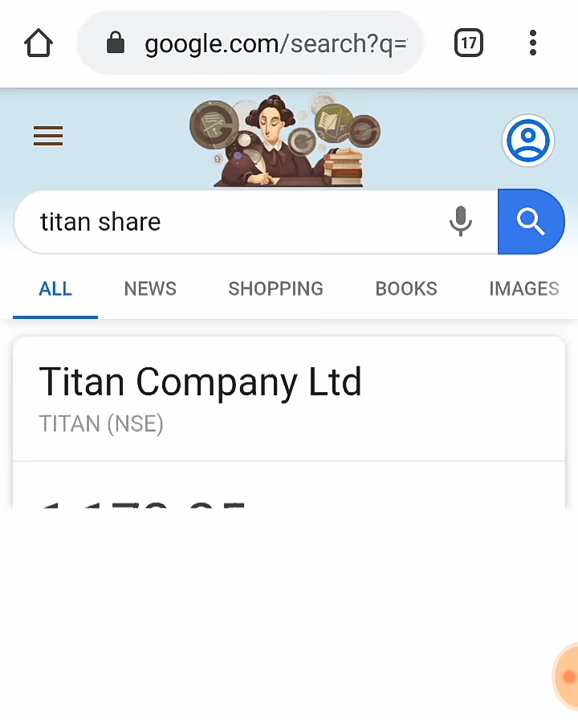 google.com/search?q=
17
titan share
ALL NEWS SHOPPING BOOKS IMAGES
Titan Company Ltd
TITAN (NSE)